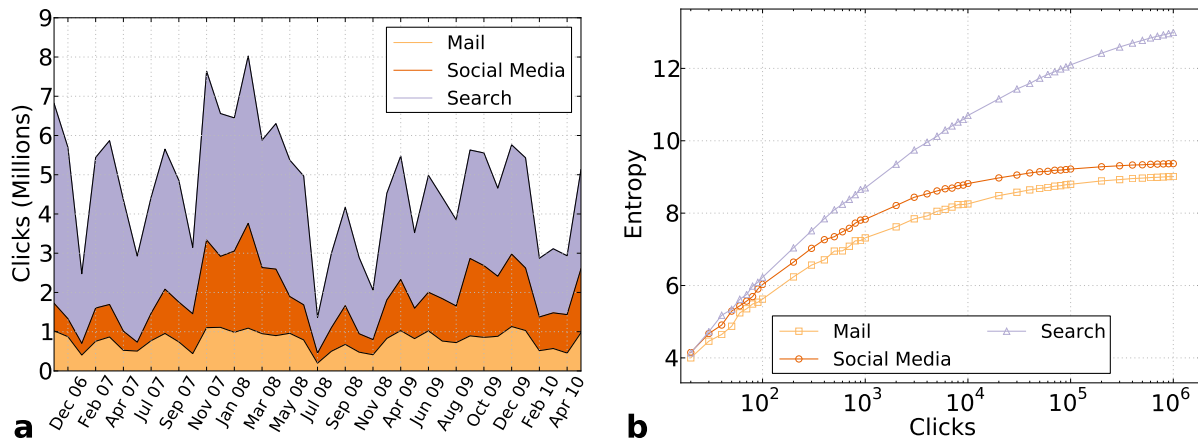 9
8
7
6
5
4
3
2
1
0
Clicks (Millions)
Mail
Social Media
Search
Dec 06
Feb 07
Apr 07
Jul 07
Sep 07
Nov 07
Jan 08
Mar 08
May 08
Jul 08
Sep 08
Nov 08
Apr 09
Jun 09
Aug 09
Oct 09
Dec 09
Feb 10
Apr 10
a
12
10
8
6
4
Entropy
Mail
Social Media
Search
10²
10³
10⁴
10⁵
10⁶
Clicks
b